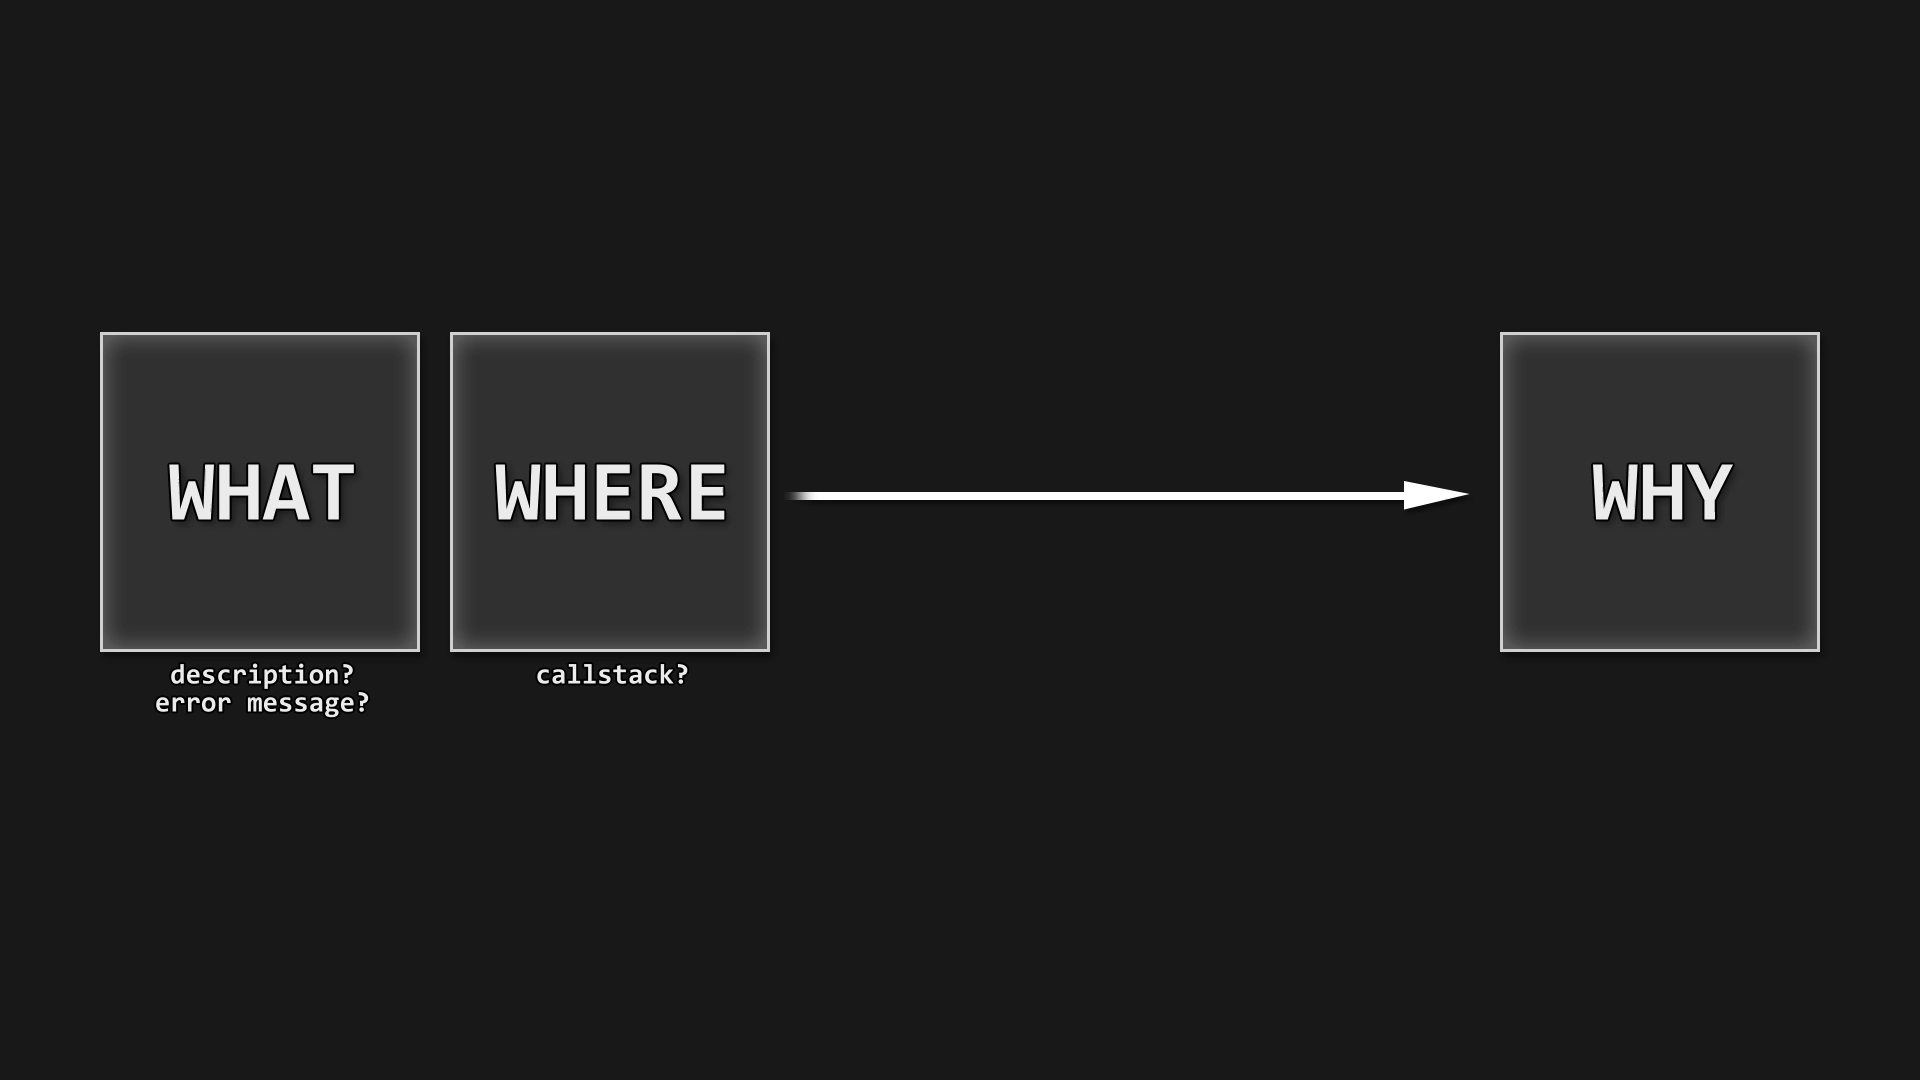 WHAT
WHERE
WHY
description?
error message?
callstack?